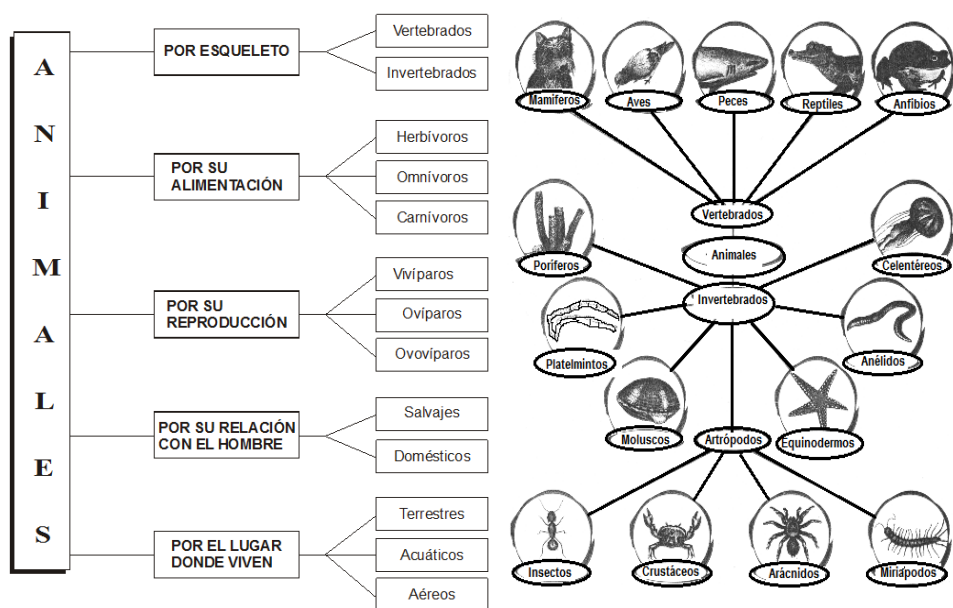 ANIMALES
POR ESQUELETO
Vertebrados
Invertebrados
POR SU
ALIMENTACIÓN
Herbívoros
Omnívoros
Carnívoros
POR SU
REPRODUCCIÓN
Vivíparos
Ovíparos
Ovovíparos
POR SU RELACIÓN
CON EL HOMBRE
Salvajes
Domésticos
POR EL LUGAR
DONDE VIVEN
Terrestres
Acuáticos
Aéreos
Mamíferos
Aves
Peces
Reptiles
Anfibios
Vertebrados
Animales
Invertebrados
Poríferos
Celentéreos
Platelmintos
Anélidos
Moluscos
Artrópodos
Equinodermos
Insectos
Crustáceos
Arácnidos
Miriápodos